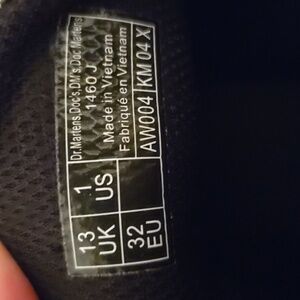 Dr.Martens,Doc's,DM's,Doc Martens
1460 J
Made in Vietnam
Fabriqué en Vietnam
AW004 KM 04 X
13 UK
1 US
32 EU